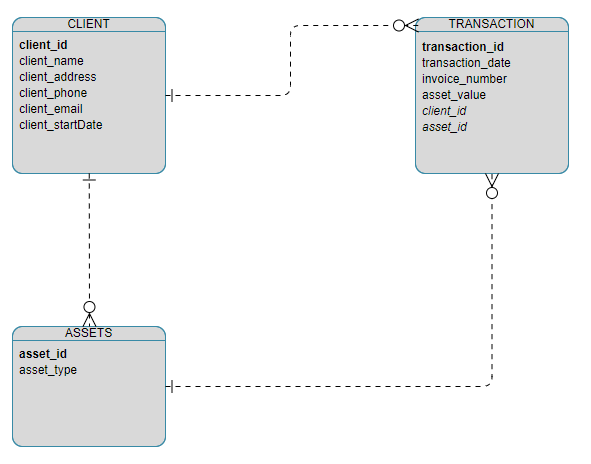 CLIENT
client_id
client_name
client_address
client_phone
client_email
client_startDate
TRANSACTION
transaction_id
transaction_date
invoice_number
asset_value
client_id
asset_id
ASSETS
asset_id
asset_type